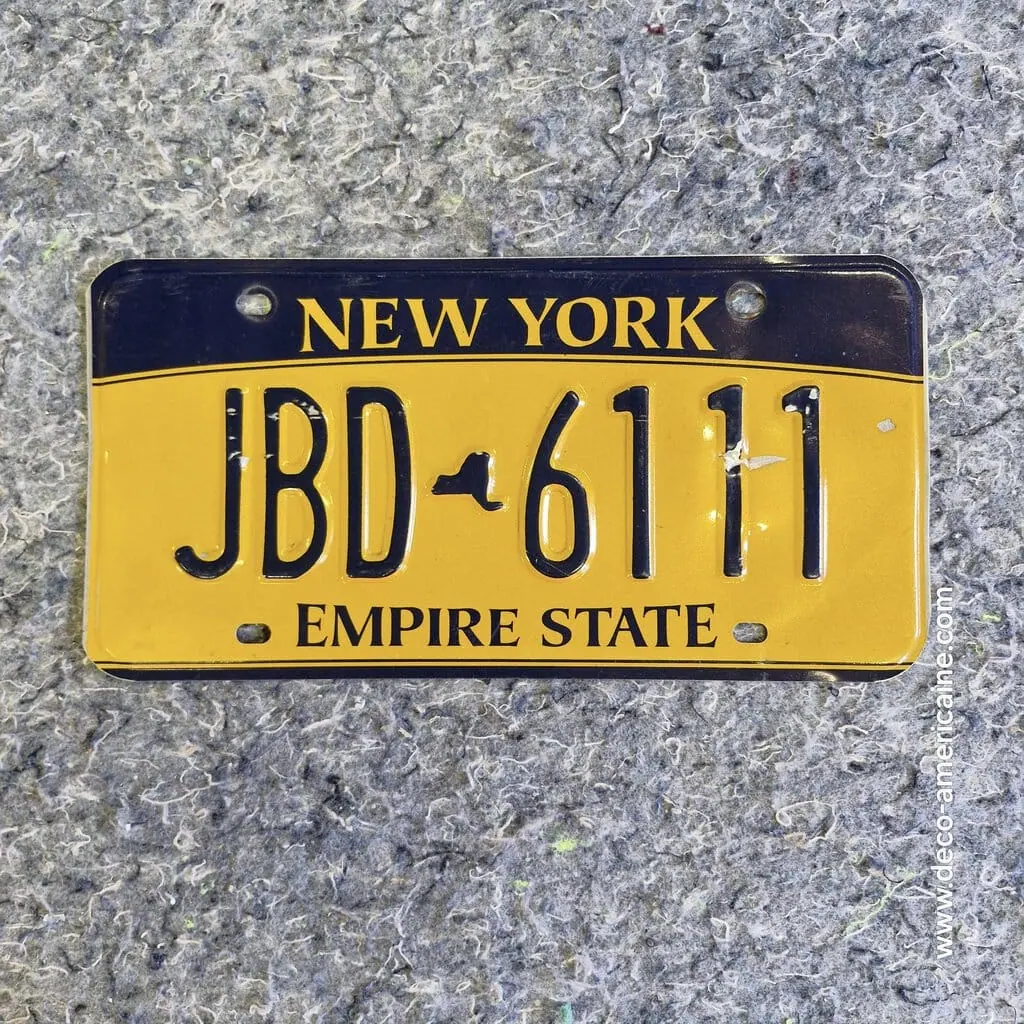 NEW YORK
JBD 6111
EMPIRE STATE
www.deco-americaine.com